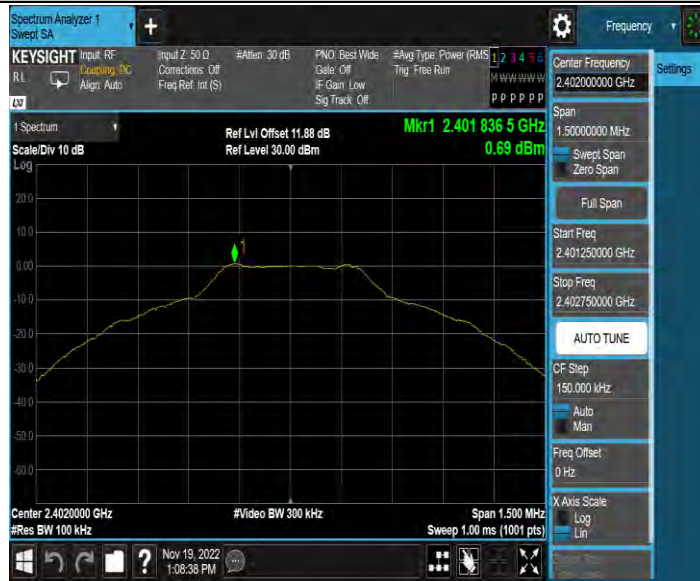 Spectrum Analyzer 1
Swept SA
+
Frequency
KEYSIGHT
RL
LXI
Input: RF
Coupling: DC
Align: Auto
Input Z: 50 Ω
Corrections: Off
Freq Ref: Int (S)
#Atten: 30 dB
PNO: Best Wide
Gate: Off
IF Gain: Low
Sig Track: Off
#Avg Type: Power (RMS
Trig: Free Run
1 2 3 4 5 6
M W W W W W
P P P P P P
1 Spectrum
Scale/Div 10 dB
Log
Ref Lvl Offset 11.88 dB
Ref Level 30.00 dBm
Mkr1 2.401 836 5 GHz
0.69 dBm
20.0
10.0
0.00
-10.0
-20.0
-30.0
-40.0
-50.0
-60.0
1
Center 2.4020000 GHz
#Res BW 100 kHz
#Video BW 300 kHz
Span 1.500 MHz
Sweep 1.00 ms (1001 pts)
?
Nov 19, 2022
1:08:38 PM
Center Frequency
2.402000000 GHz
Settings
Span
1.50000000 MHz
Swept Span
Zero Span
Full Span
Start Freq
2.401250000 GHz
Stop Freq
2.402750000 GHz
AUTO TUNE
CF Step
150.000 kHz
Auto
Man
Freq Offset
0 Hz
X Axis Scale
Log
Lin